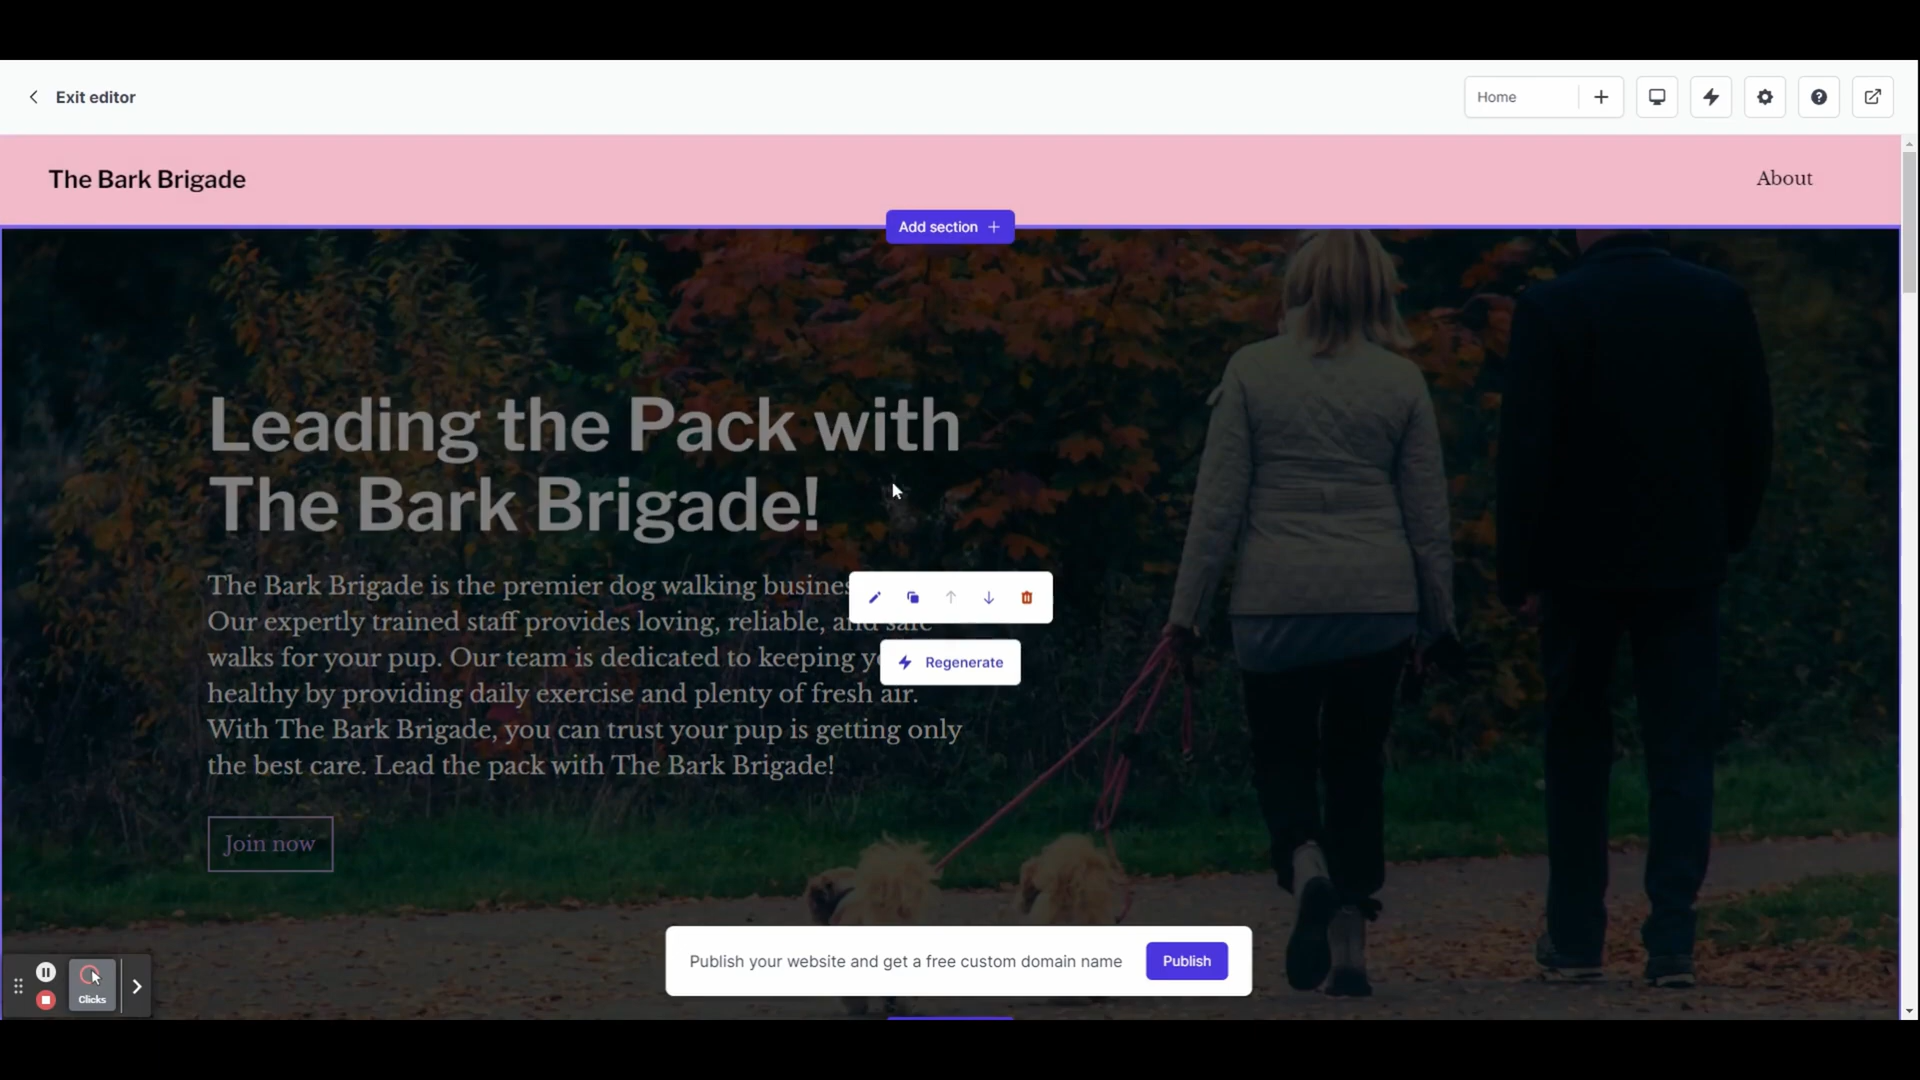 Exit editor
Home
The Bark Brigade
About
Add section
Leading the Pack with
The Bark Brigade!
The Bark Brigade is the premier dog walking
Our expertly trained staff provides loving, reliable,
walks for your pup. Our team is dedicated to keeping
healthy by providing daily exercise and plenty of fresh air.
With The Bark Brigade, you can trust your pup is getting only
the best care. Lead the pack with The Bark Brigade!
Regenerate
Join now
Publish your website and get a free custom domain name
Publish
Clicks